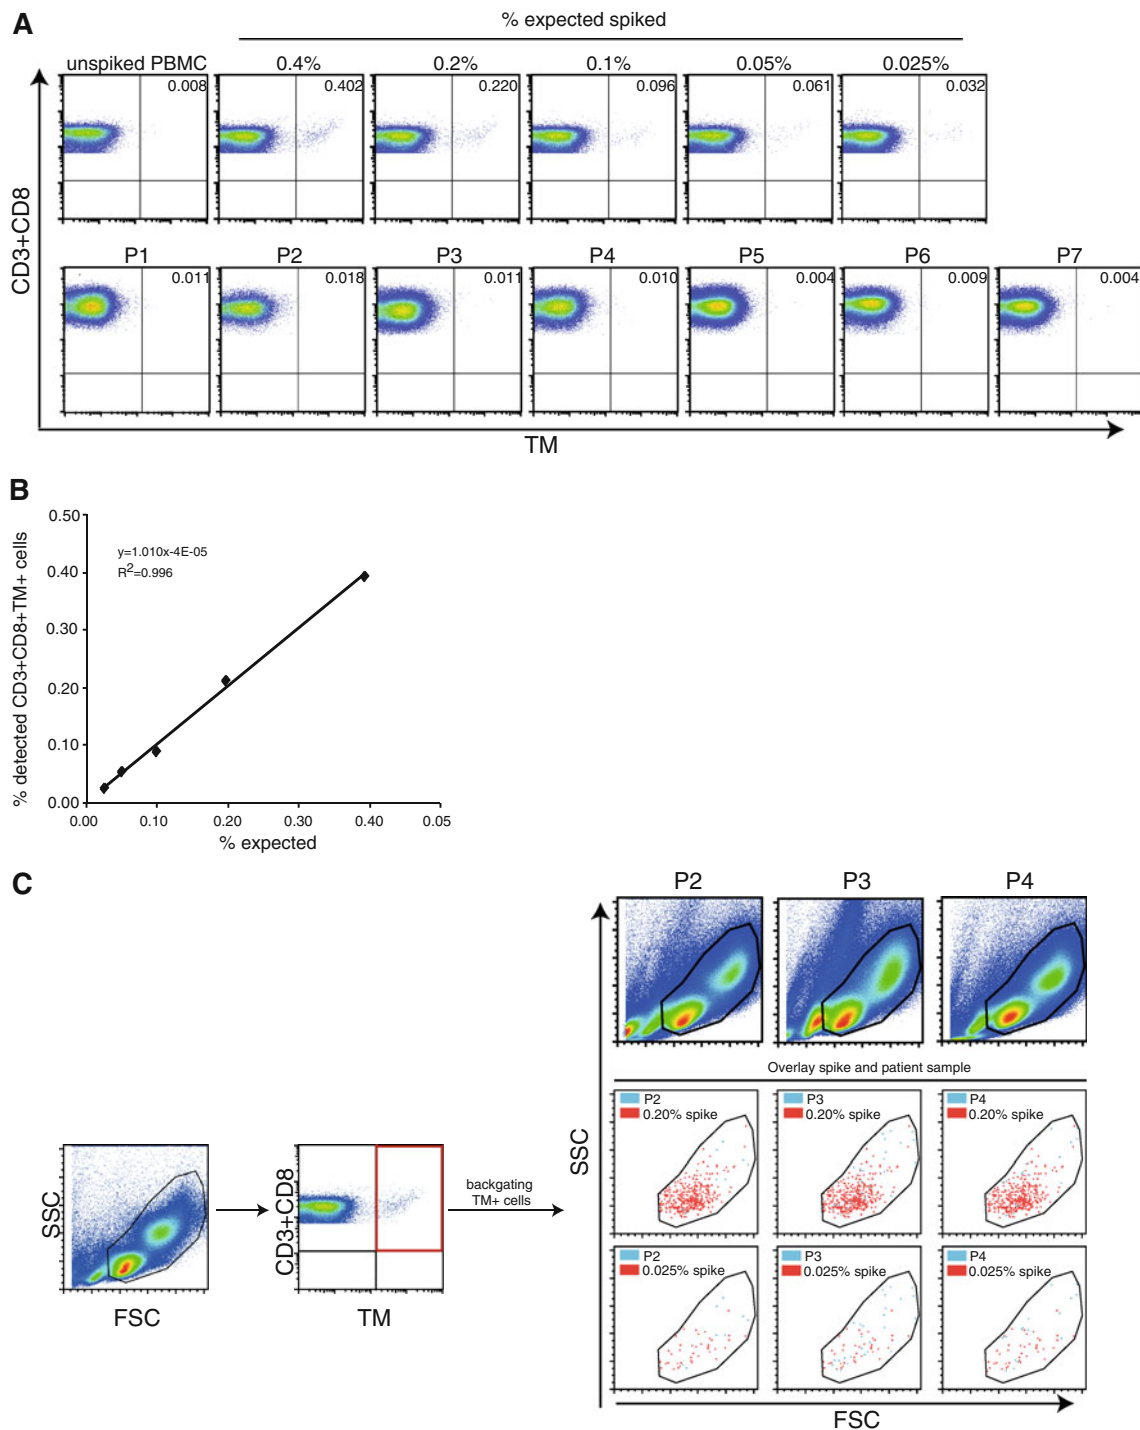 A
% expected spiked
unspiked PBMC 0.4% 0.2% 0.1% 0.05% 0.025%
0.008 0.402 0.220 0.096 0.061 0.032
P1 P2 P3 P4 P5 P6 P7
0.011 0.018 0.011 0.010 0.004 0.009 0.004
CD3+CD8
TM
B
% detected CD3+CD8+TM+ cells
0.50
0.40
0.30
0.20
0.10
0.00
y=1.010x-4E-05
R2=0.996
0.00 0.10 0.20 0.30 0.40 0.05
% expected
C
P2 P3 P4
Overlay spike and patient sample
P2
0.20% spike
P3
0.20% spike
P4
0.20% spike
P2
0.025% spike
P3
0.025% spike
P4
0.025% spike
SSC
FSC
SSC
FSC
CD3+CD8
TM
backgating
TM+ cells